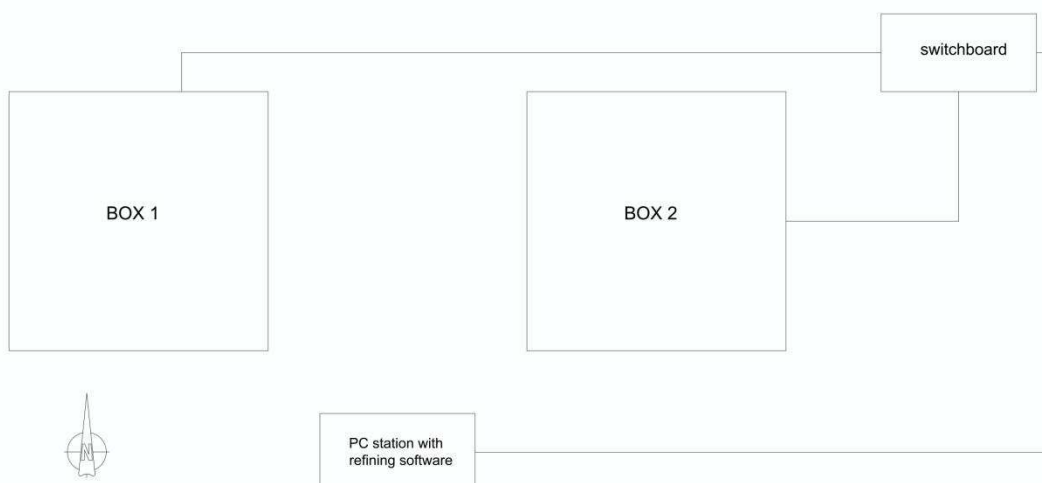 switchboard
BOX 1
BOX 2
N
PC station with
refining software